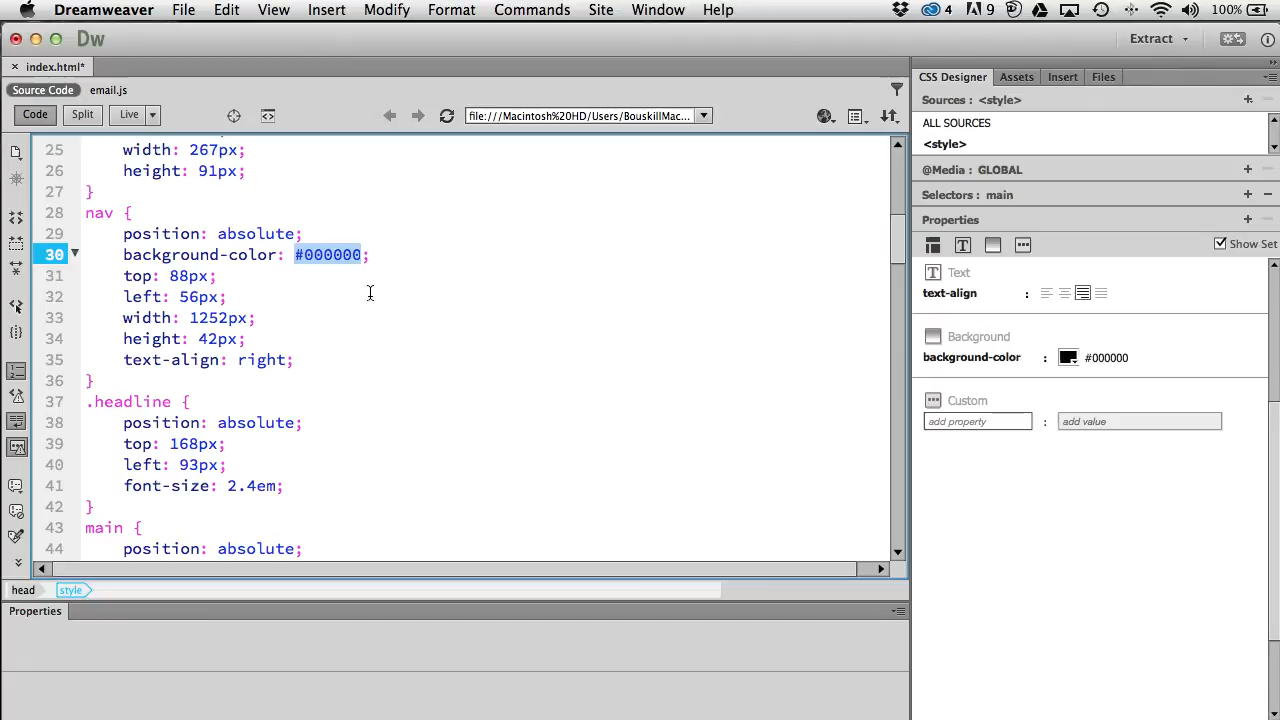 Dreamweaver File Edit View Insert Modify Format Commands Site Window Help 4 9 100%
Dw Extract
× index.html*
Source Code email.js
Code Split Live file:///Macintosh%20HD/Users/BouskillMac...
25 width: 267px;
26 height: 91px;
27 }
28 nav {
29 position: absolute;
30 background-color: #000000;
31 top: 88px;
32 left: 56px;
33 width: 1252px;
34 height: 42px;
35 text-align: right;
36 }
37 .headline {
38 position: absolute;
39 top: 168px;
40 left: 93px;
41 font-size: 2.4em;
42 }
43 main {
44 position: absolute;
head style
Properties
CSS Designer Assets Insert Files
Sources : <style>
ALL SOURCES
<style>
@Media : GLOBAL
Selectors : main
Properties
Show Set
Text
text-align :
Background
background-color : #000000
Custom
add property : add value